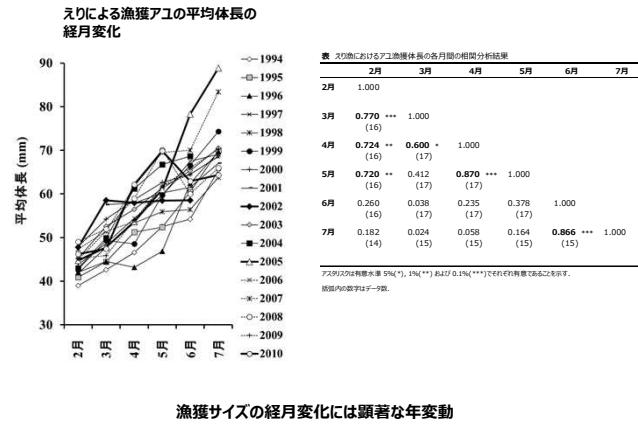 えりによる漁獲アユの平均体長の
経月変化
90
80
70
60
50
40
30
平均体長 (mm)
2月 3月 4月 5月 6月 7月
1994
1995
1996
1997
1998
1999
2000
2001
2002
2003
2004
2005
2006
2007
2008
2009
2010
表 えり漁におけるアユ漁獲体長の各月間の相関分析結果
2月 3月 4月 5月 6月 7月
2月 1.000
3月 0.770 *** 1.000
(16)
4月 0.724 ** 0.600 * 1.000
(16) (17)
5月 0.720 ** 0.412 0.870 *** 1.000
(16) (17) (17)
6月 0.260 0.038 0.235 0.378 1.000
(16) (17) (17) (17)
7月 0.182 0.024 0.058 0.164 0.866 *** 1.000
(14) (15) (15) (15) (15)
アスタリスクは有意水準 5%(*), 1%(**) および 0.1%(***)でそれぞれ有意であることを示す.
括弧内の数字はデータ数.
漁獲サイズの経月変化には顕著な年変動